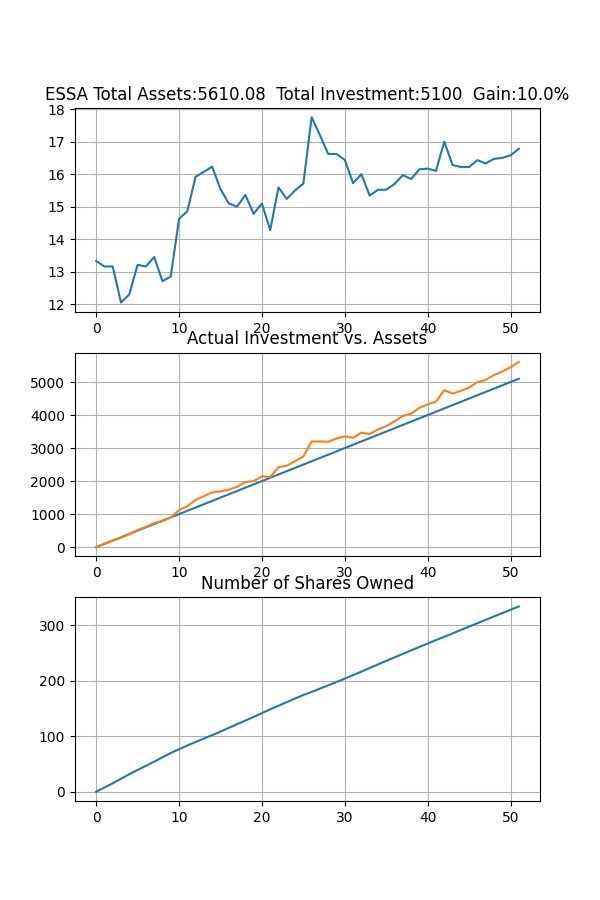 ESSA Total Assets:5610.08  Total Investment:5100  Gain:10.0%
18
17
16
15
14
13
12
0 10 20 30 40 50
Actual Investment vs. Assets
5000
4000
3000
2000
1000
0
0 10 20 30 40 50
Number of Shares Owned
300
200
100
0
0 10 20 30 40 50